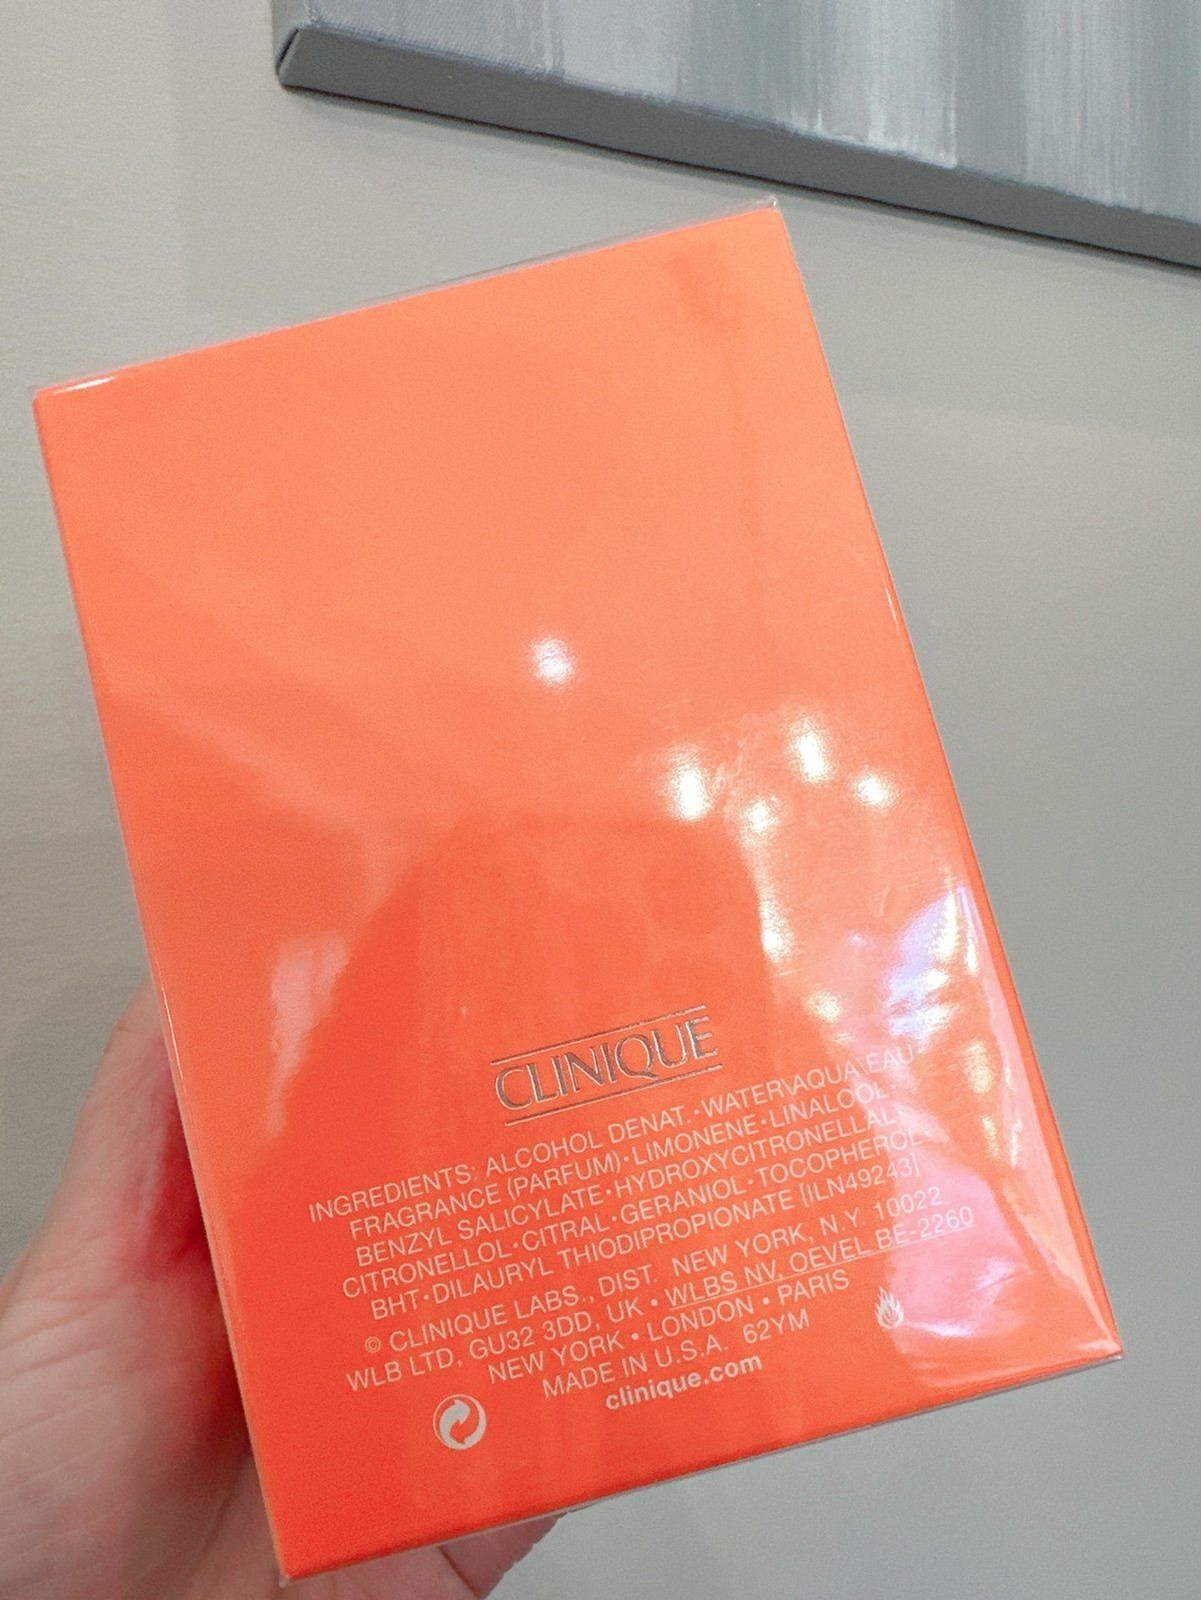 CLINIQUE
INGREDIENTS: ALCOHOL DENAT.•WATER\AQUA\EAU•
FRAGRANCE (PARFUM)•LIMONENE•LINALOOL•
BENZYL SALICYLATE•HYDROXYCITRONELLAL•
CITRONELLOL•CITRAL•GERANIOL•TOCOPHEROL•
BHT•DILAURYL THIODIPROPIONATE [ILN49243]
© CLINIQUE LABS., DIST. NEW YORK, N.Y. 10022
WLB LTD, GU32 3DD, UK • WLBS NV, OEVEL BE-2260
NEW YORK • LONDON • PARIS
MADE IN U.S.A. 62YM
clinique.com